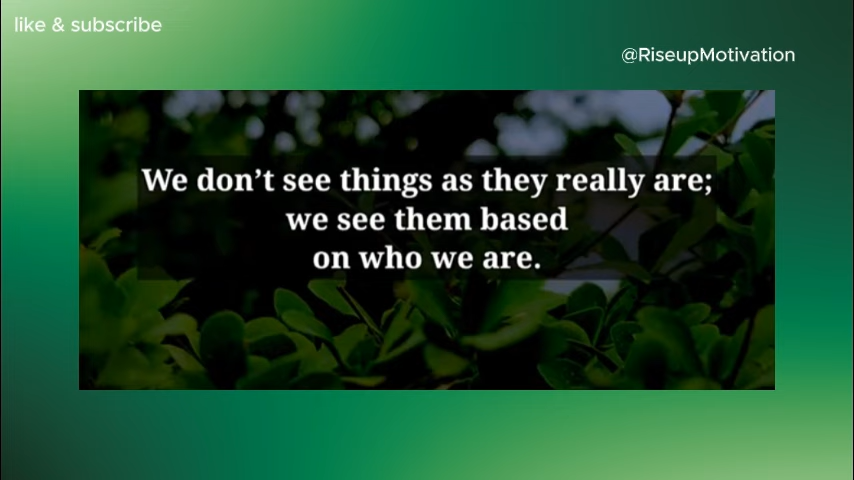 like & subscribe
@RiseupMotivation
We don’t see things as they really are;
we see them based
on who we are.